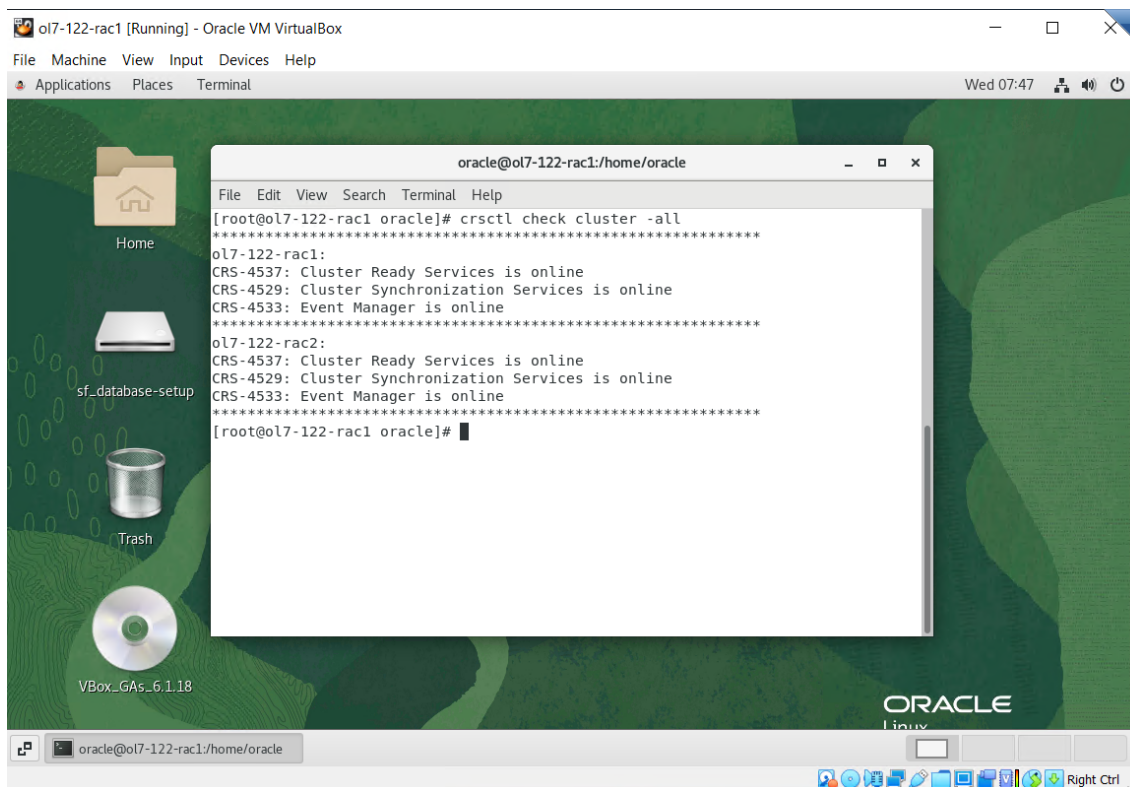 ol7-122-rac1 [Running] - Oracle VM VirtualBox
File Machine View Input Devices Help
Applications Places Terminal Wed 07:47
oracle@ol7-122-rac1:/home/oracle
File Edit View Search Terminal Help
[root@ol7-122-rac1 oracle]# crsctl check cluster -all
**************************************************************
ol7-122-rac1:
CRS-4537: Cluster Ready Services is online
CRS-4529: Cluster Synchronization Services is online
CRS-4533: Event Manager is online
**************************************************************
ol7-122-rac2:
CRS-4537: Cluster Ready Services is online
CRS-4529: Cluster Synchronization Services is online
CRS-4533: Event Manager is online
**************************************************************
[root@ol7-122-rac1 oracle]#
Home
sf_database-setup
Trash
VBox_GAs_6.1.18
ORACLE
Linux
oracle@ol7-122-rac1:/home/oracle
Right Ctrl